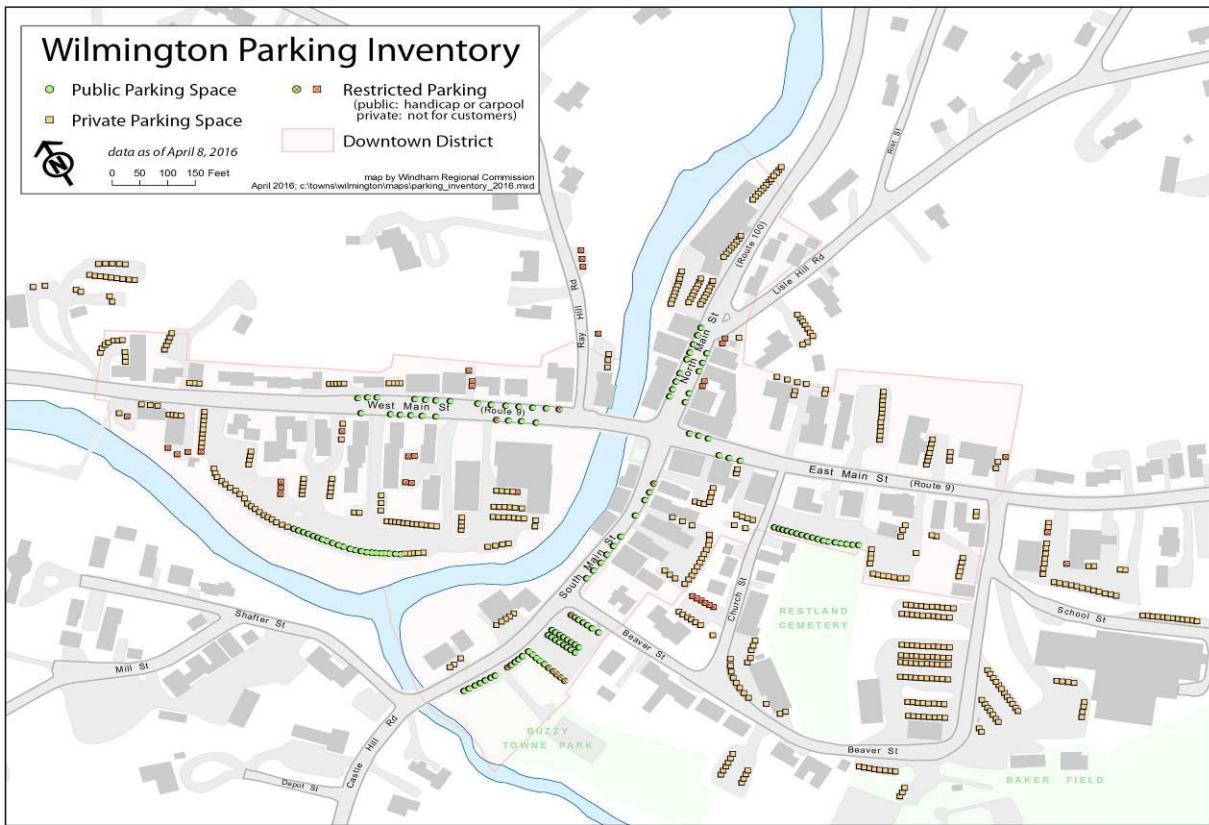 Wilmington Parking Inventory
Public Parking Space
Private Parking Space
Restricted Parking
(public: handicap or carpool
private: not for customers)
Downtown District
N
data as of April 8, 2016
0 50 100 150 Feet
map by Windham Regional Commission
April 2016; c:\towns\wilmington\maps\parking_inventory_2016.mxd
Rist St
(Route 100)
Lisle Hill Rd
Ray Hill Rd
North Main St
West Main St
(Route 9)
East Main St
(Route 9)
South Main St
Church St
Shafter St
Beaver St
RESTLAND
CEMETERY
School St
Mill St
Castle Hill Rd
BUZZY
TOWNE PARK
Beaver St
Depot St
BAKER FIELD